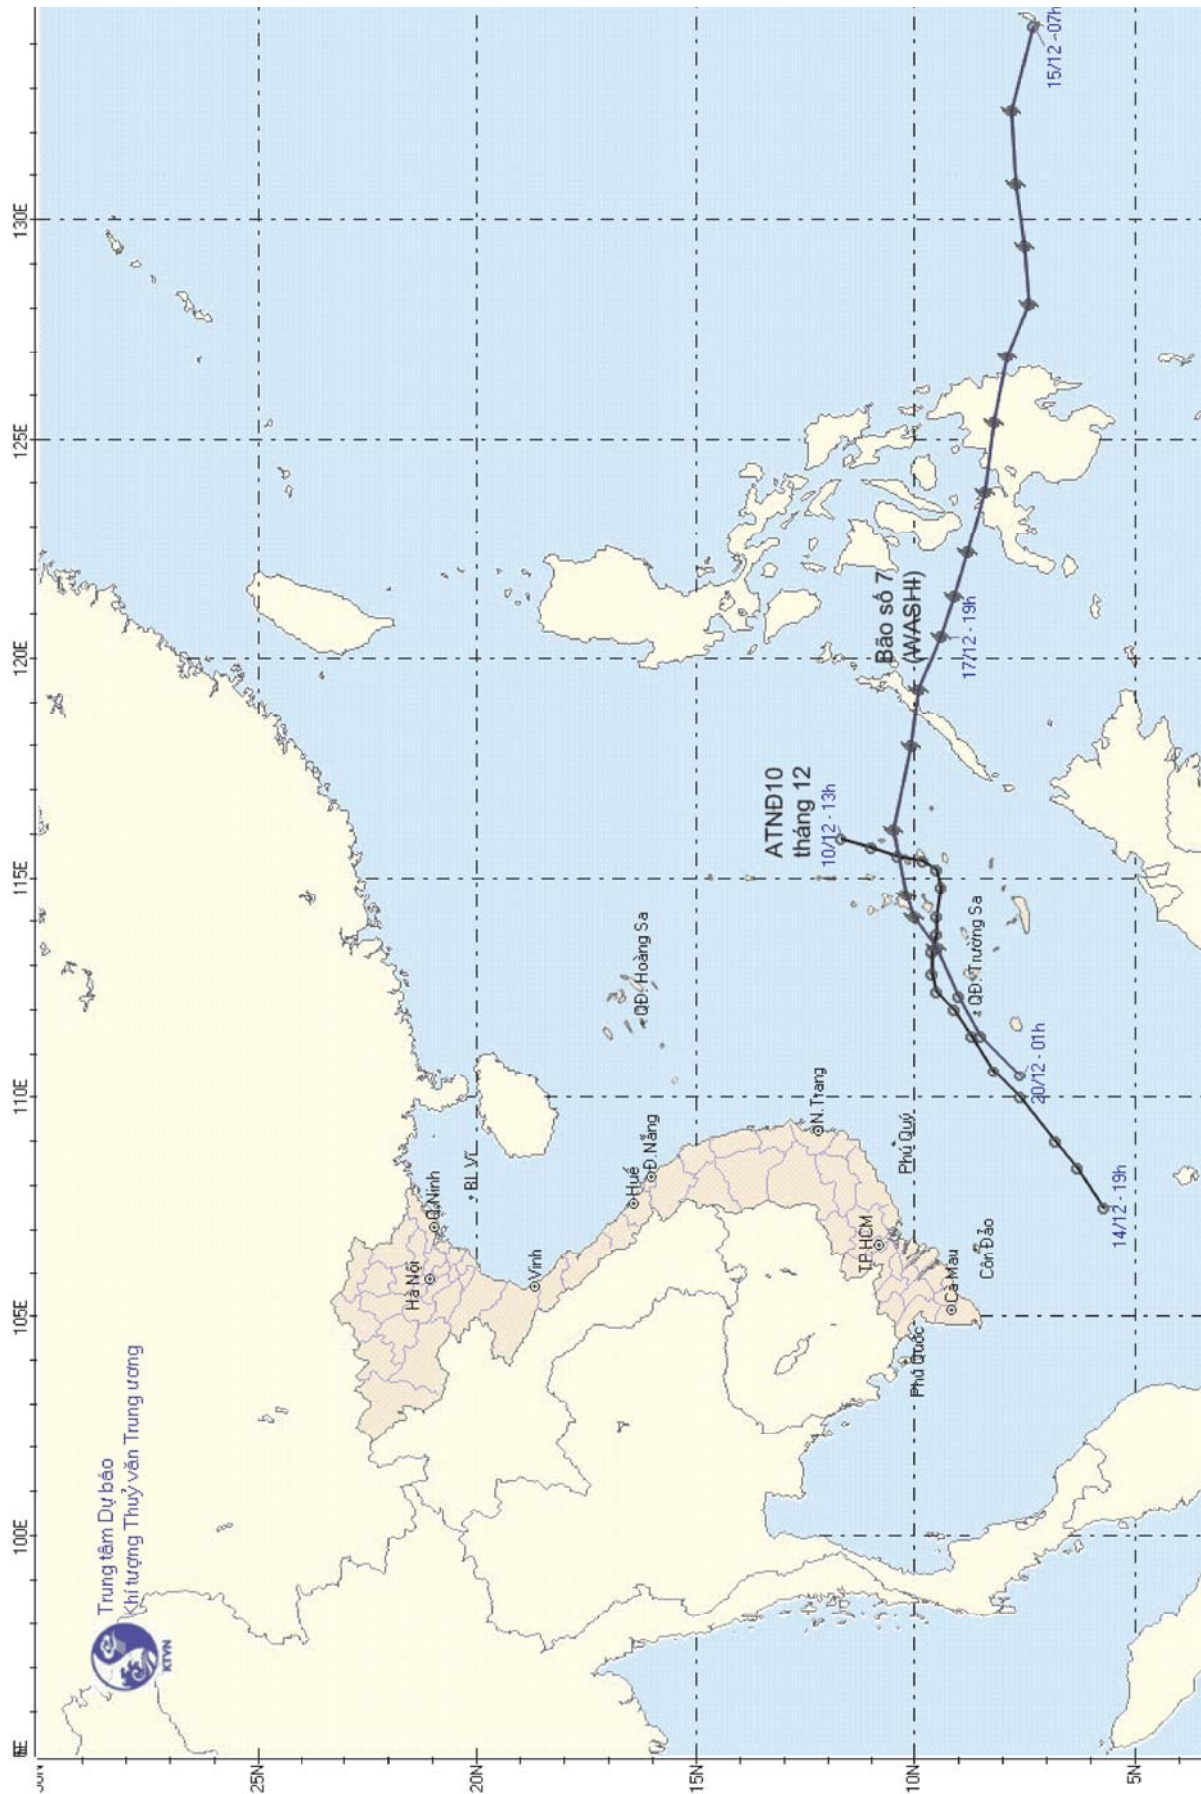 Trung tâm Dự báo
Khí tượng Thuỷ văn Trung ương
KTVN
25N
20N
15N
10N
5N
100E
105E
110E
115E
120E
125E
130E
Hà Nội
Q.Ninh
BL Vĩ
Vinh
Huế
Đ.Nẵng
QĐ. Hoàng Sa
N.Trang
TP.HCM
Phú Quý
Phú Quốc
Cà Mau
Côn Đảo
QĐ. Trường Sa
ATNĐ10
tháng 12
10/12 - 13h
14/12 - 19h
Bão số 7
(WASHI)
15/12 - 07h
17/12 - 19h
20/12 - 01h